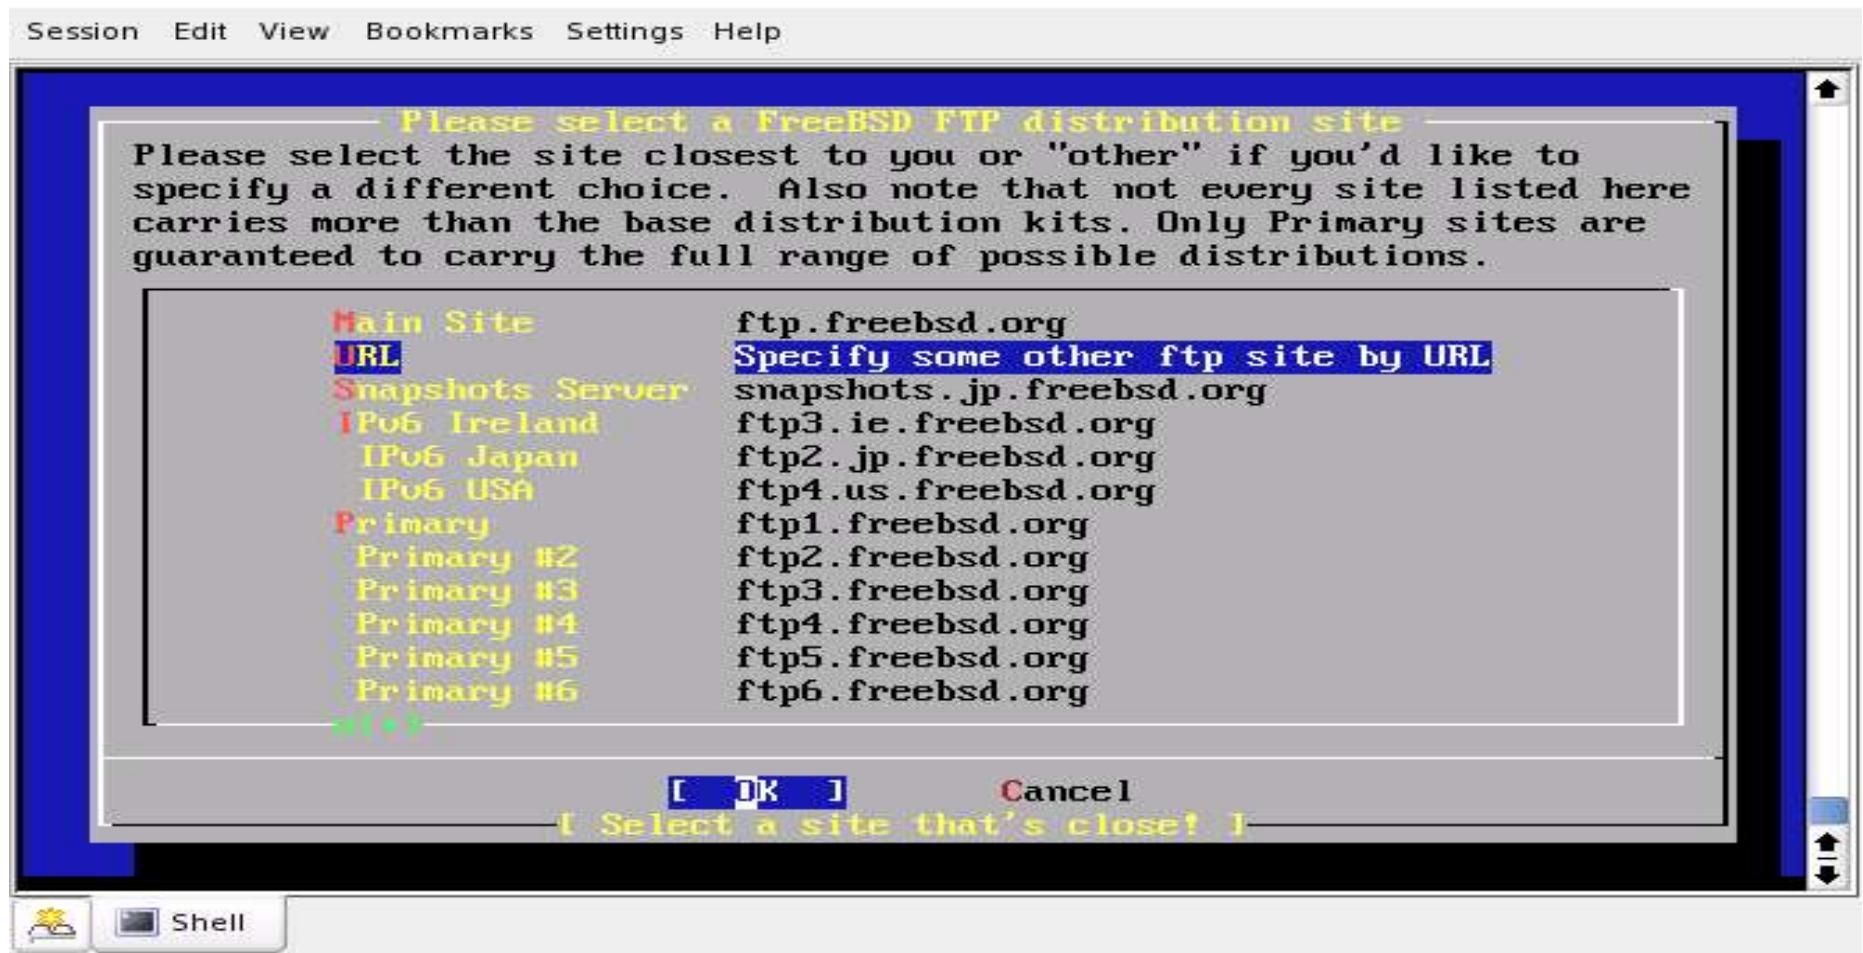 Session Edit View Bookmarks Settings Help
Please select a FreeBSD FTP distribution site
Please select the site closest to you or "other" if you'd like to
specify a different choice.  Also note that not every site listed here
carries more than the base distribution kits. Only Primary sites are
guaranteed to carry the full range of possible distributions.
Main Site ftp.freebsd.org
URL Specify some other ftp site by URL
Snapshots Server snapshots.jp.freebsd.org
IPv6 Ireland ftp3.ie.freebsd.org
IPv6 Japan ftp2.jp.freebsd.org
IPv6 USA ftp4.us.freebsd.org
Primary ftp1.freebsd.org
Primary #2 ftp2.freebsd.org
Primary #3 ftp3.freebsd.org
Primary #4 ftp4.freebsd.org
Primary #5 ftp5.freebsd.org
Primary #6 ftp6.freebsd.org
[ OK ] Cancel
[ Select a site that's close! ]
Shell